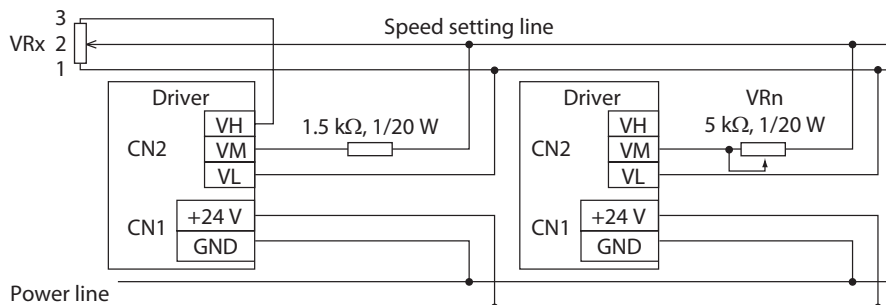 3
VRx 2 Speed setting line
1
Driver Driver VRn
VH 1.5 kΩ, 1/20 W VH 5 kΩ, 1/20 W
CN2 VM CN2 VM
VL VL
CN1 +24 V CN1 +24 V
GND GND
Power line